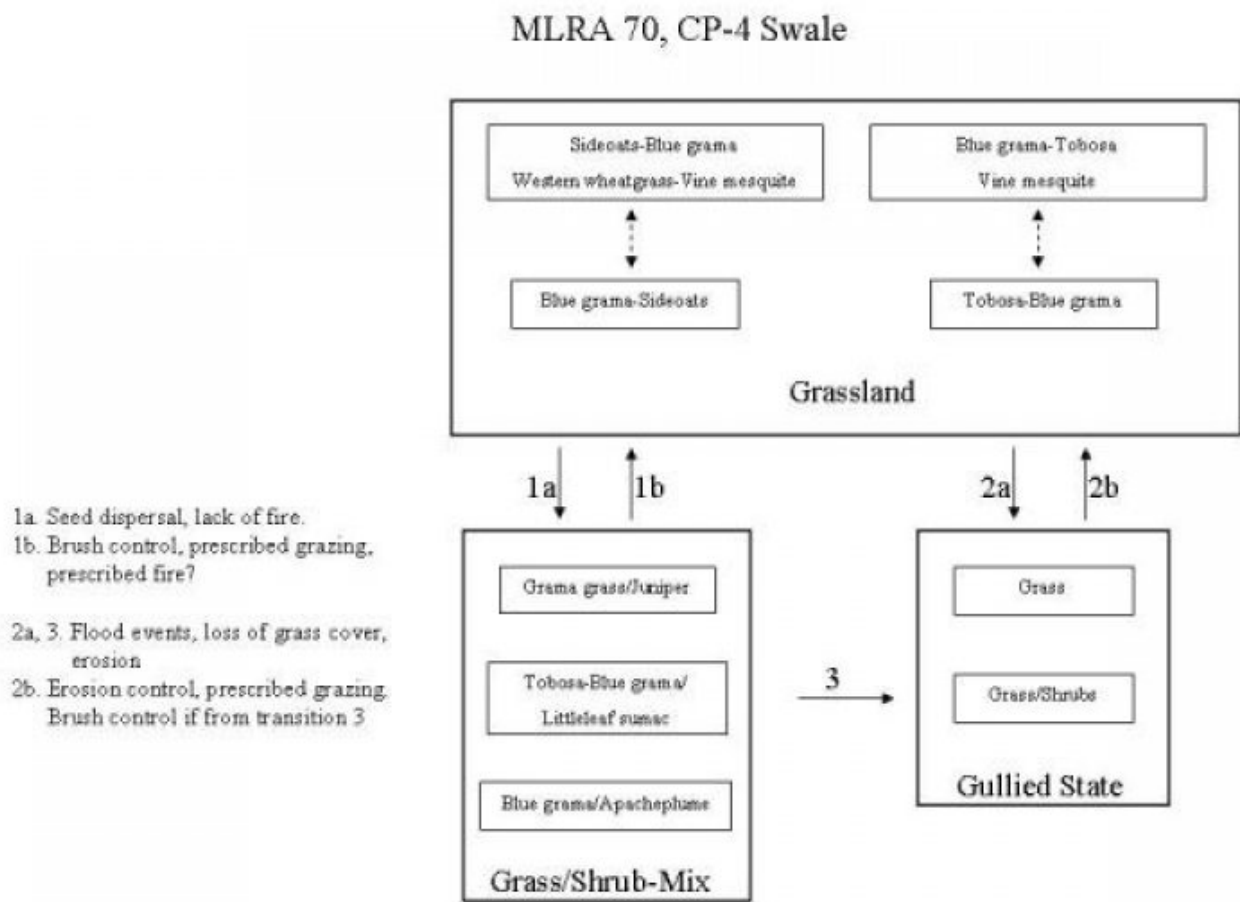 MLRA 70, CP-4 Swale
Sideoats-Blue grama
Western wheatgrass-Vine mesquite
Blue grama-Tobosa
Vine mesquite
Blue grama-Sideoats
Tobosa-Blue grama
Grassland
1a
1b
2a
2b
1a. Seed dispersal, lack of fire.
1b. Brush control, prescribed grazing,
prescribed fire?
2a, 3. Flood events, loss of grass cover,
erosion
2b. Erosion control, prescribed grazing.
Brush control if from transition 3
Grama grass/Juniper
Tobosa-Blue grama/
Littleleaf sumac
Blue grama/Apacheplume
Grass/Shrub-Mix
3
Grass
Grass/Shrubs
Gullied State